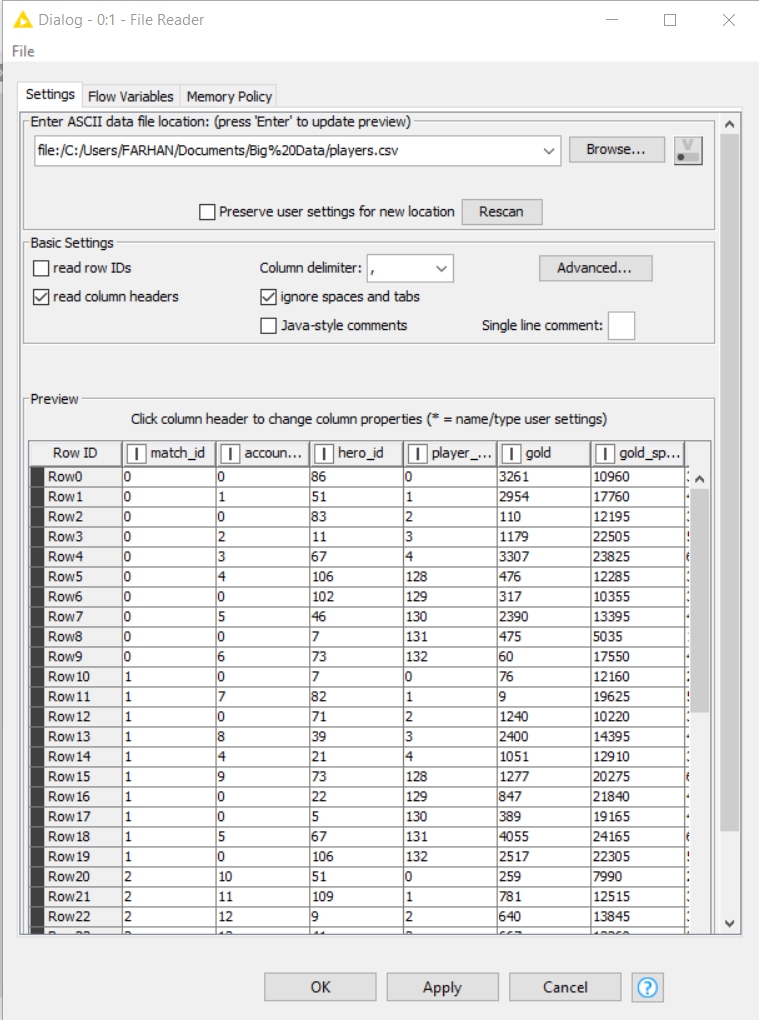 Dialog - 0:1 - File Reader
File
Settings Flow Variables Memory Policy
Enter ASCII data file location: (press 'Enter' to update preview)
file:/C:/Users/FARHAN/Documents/Big%20Data/players.csv Browse... V
Preserve user settings for new location Rescan
Basic Settings
read row IDs Column delimiter: , Advanced...
read column headers ignore spaces and tabs
Java-style comments Single line comment:
Preview
Click column header to change column properties (* = name/type user settings)
Row ID I match_id I accoun... I hero_id I player_... I gold I gold_sp...
Row0 0 0 86 0 3261 10960
Row1 0 1 51 1 2954 17760
Row2 0 0 83 2 110 12195
Row3 0 2 11 3 1179 22505
Row4 0 3 67 4 3307 23825
Row5 0 4 106 128 476 12285
Row6 0 0 102 129 317 10355
Row7 0 5 46 130 2390 13395
Row8 0 0 7 131 475 5035
Row9 0 6 73 132 60 17550
Row10 1 0 7 0 76 12160
Row11 1 7 82 1 9 19625
Row12 1 0 71 2 1240 10220
Row13 1 8 39 3 2400 14395
Row14 1 4 21 4 1051 12910
Row15 1 9 73 128 1277 20275
Row16 1 0 22 129 847 21840
Row17 1 0 5 130 389 19165
Row18 1 5 67 131 4055 24165
Row19 1 0 106 132 2517 22305
Row20 2 10 51 0 259 7990
Row21 2 11 109 1 781 12515
Row22 2 12 9 2 640 13845
OK Apply Cancel ?